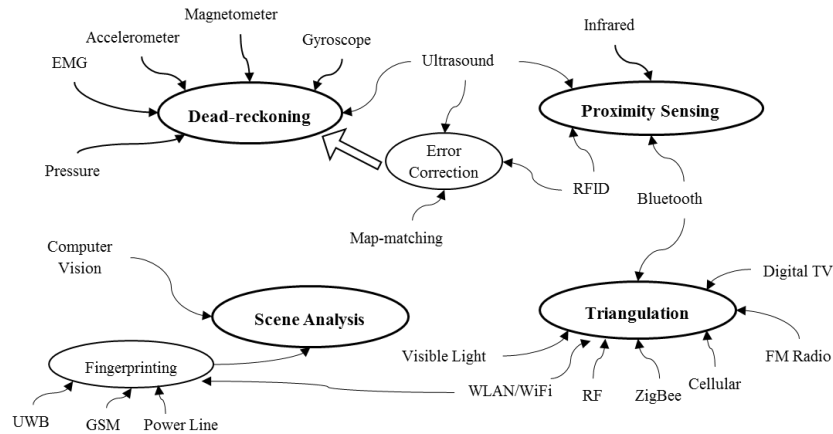 Magnetometer
Accelerometer
Gyroscope
Infrared
EMG
Ultrasound
Dead-reckoning
Proximity Sensing
Error
Correction
Pressure
RFID
Bluetooth
Map-matching
Computer
Vision
Digital TV
Scene Analysis
Triangulation
Visible Light
FM Radio
Fingerprinting
WLAN/WiFi
RF
ZigBee
Cellular
UWB
GSM
Power Line